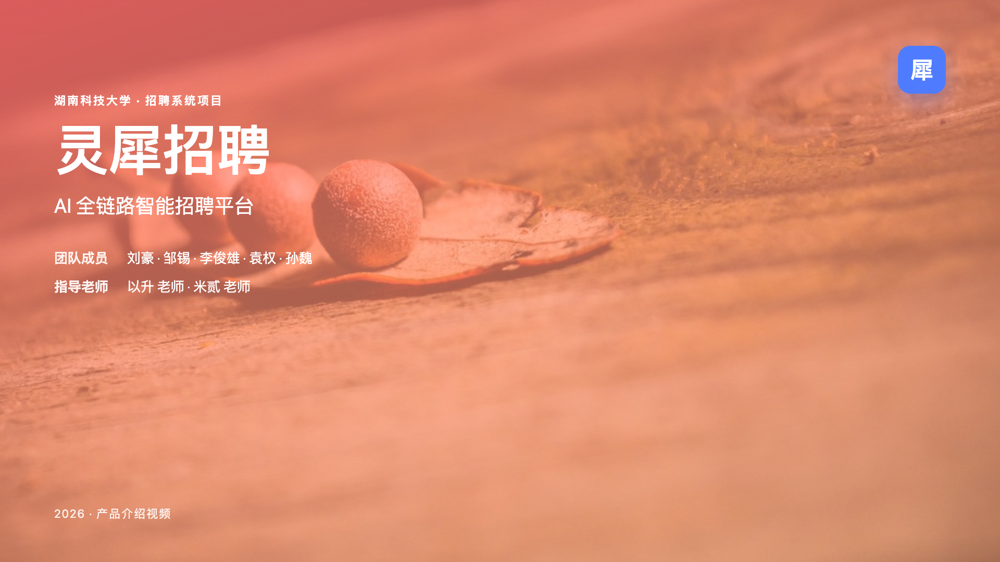 犀
湖南科技大学 · 招聘系统项目
灵犀招聘
AI 全链路智能招聘平台
团队成员 刘豪 · 邹锡 · 李俊雄 · 袁权 · 孙魏
指导老师 以升 老师 · 米贰 老师
2026 · 产品介绍视频